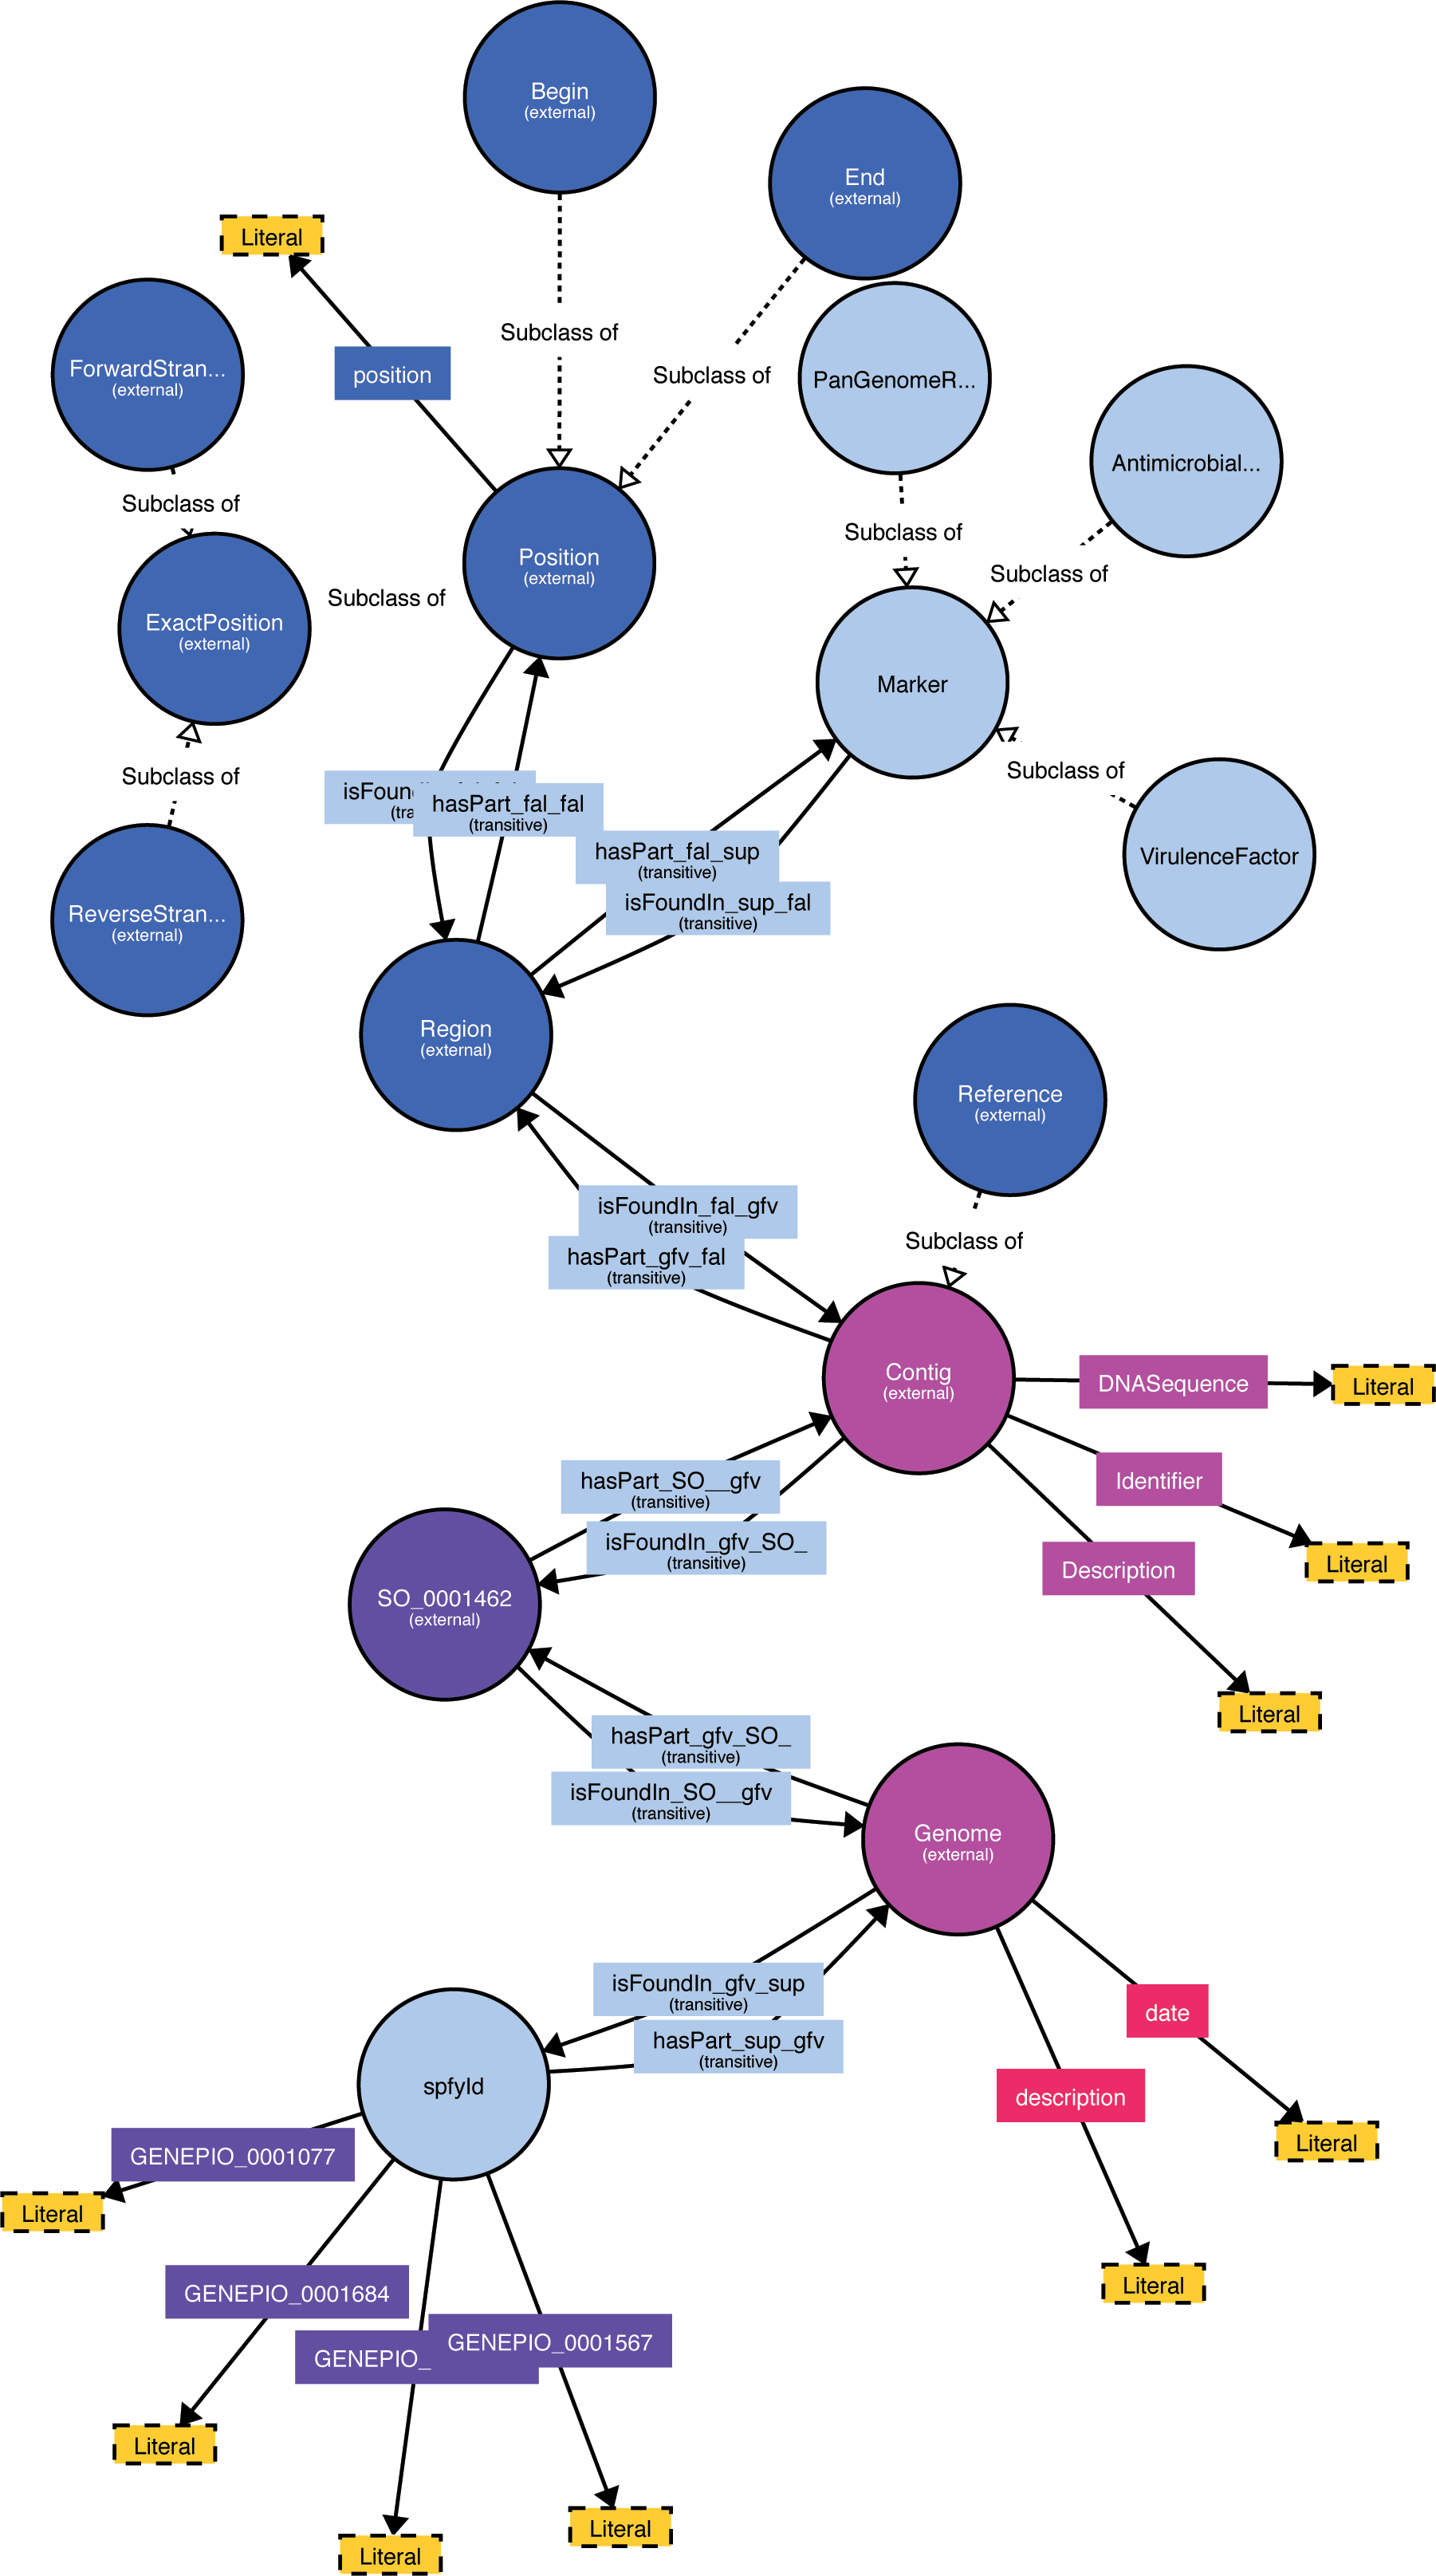 Begin
(external)
End
(external)
Literal
Subclass of
position
ForwardStran...
(external)
Subclass of
PanGenomeR...
Antimicrobial...
Subclass of
Subclass of
Position
(external)
Subclass of
Subclass of
ExactPosition
(external)
Marker
Subclass of
Subclass of
hasPart_fal_fal
(transitive)
hasPart_fal_sup
(transitive)
VirulenceFactor
isFoundIn_sup_fal
(transitive)
ReverseStran...
(external)
Region
(external)
Reference
(external)
isFoundIn_fal_gfv
(transitive)
Subclass of
hasPart_gfv_fal
(transitive)
Contig
(external)
DNASequence
Literal
hasPart_SO__gfv
(transitive)
Identifier
isFoundIn_gfv_SO_
(transitive)
Literal
Description
SO_0001462
(external)
Literal
hasPart_gfv_SO_
(transitive)
isFoundIn_SO__gfv
(transitive)
Genome
(external)
isFoundIn_gfv_sup
(transitive)
date
hasPart_sup_gfv
(transitive)
spfyId
description
Literal
GENEPIO_0001077
Literal
Literal
GENEPIO_0001684
GENEPIO_0001567
GENEPIO_
Literal
Literal
Literal